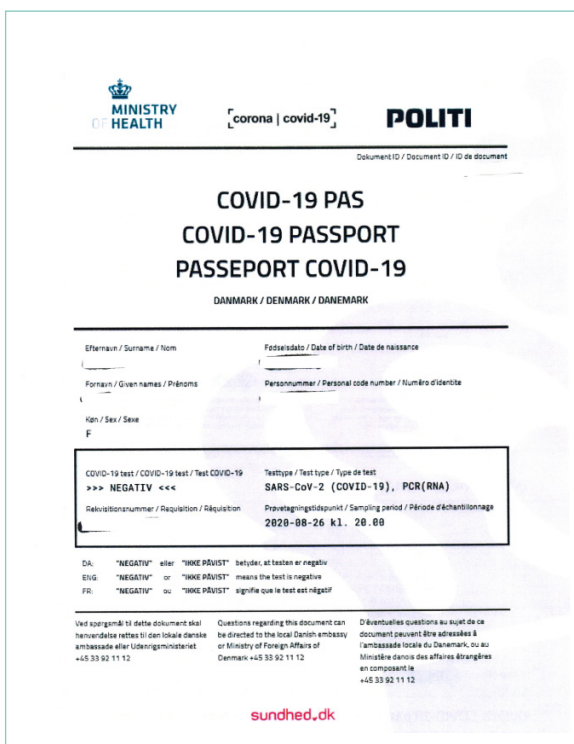 MINISTRY
OF HEALTH
[corona | covid-19]
POLITI
Dokument ID / Document ID / ID de document
COVID-19 PAS
COVID-19 PASSPORT
PASSEPORT COVID-19
DANMARK / DENMARK / DANEMARK
Efternavn / Surname / Nom
Fødselsdato / Date of birth / Date de naissance
Fornavn / Given names / Prénoms
Personnummer / Personal code number / Numéro d'identite
Køn / Sex / Sexe
F
COVID-19 test / COVID-19 test / Test COVID-19
Testtype / Test type / Type de test
>>> NEGATIV <<<
SARS-CoV-2 (COVID-19), PCR(RNA)
Rekvisitionsnummer / Requisition / Réquisition
Prøvetagningstidspunkt / Sampling period / Période d'échantillonnage
2020-08-26 kl. 20.00
DA: "NEGATIV" eller "IKKE PÅVIST" betyder, at testen er negativ
ENG: "NEGATIV" or "IKKE PÅVIST" means the test is negative
FR: "NEGATIV" ou "IKKE PÅVIST" signifie que le test est négatif
Ved spørgsmål til dette dokument skal
henvendelse rettes til den lokale danske
ambassade eller Udenrigsministeriet
+45 33 92 11 12
Questions regarding this document can
be directed to the local Danish embassy
or Ministry of Foreign Affairs of
Denmark +45 33 92 11 12
D'éventuelles questions au sujet de ce
document peuvent être adressées à
l'ambassade locale du Danemark, ou au
Ministère danois des affaires étrangères
en composant le
+45 33 92 11 12
sundhed.dk